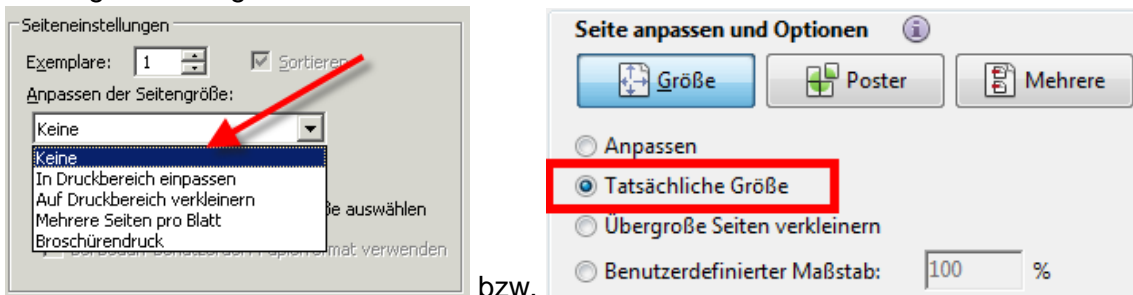 Seiteneinstellungen
Exemplare: 1 Sortieren
Anpassen der Seitengröße:
Keine
Keine
In Druckbereich einpassen
Auf Druckbereich verkleinern
Mehrere Seiten pro Blatt
Broschürendruck
auswählen
verwenden
bzw.
Seite anpassen und Optionen i
Größe Poster Mehrere
Anpassen
Tatsächliche Größe
Übergroße Seiten verkleinern
Benutzerdefinierter Maßstab: 100 %